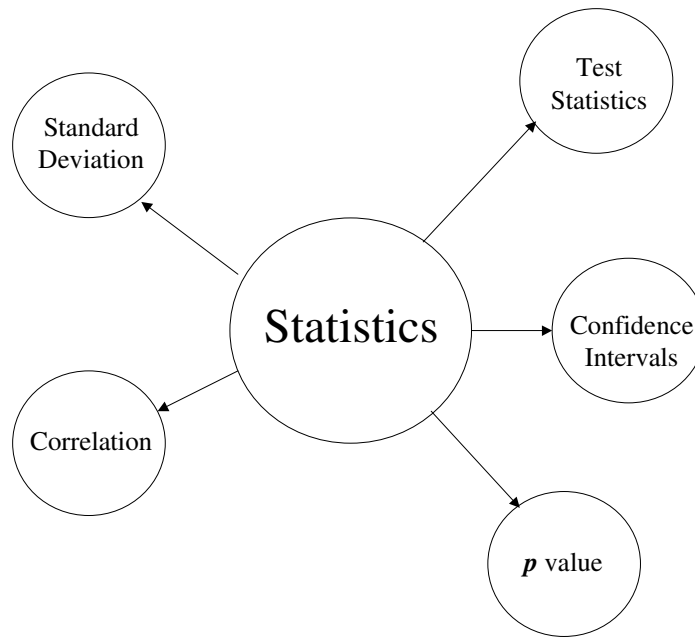 Test
Statistics
Standard
Deviation
Statistics
Confidence
Intervals
Correlation
p value